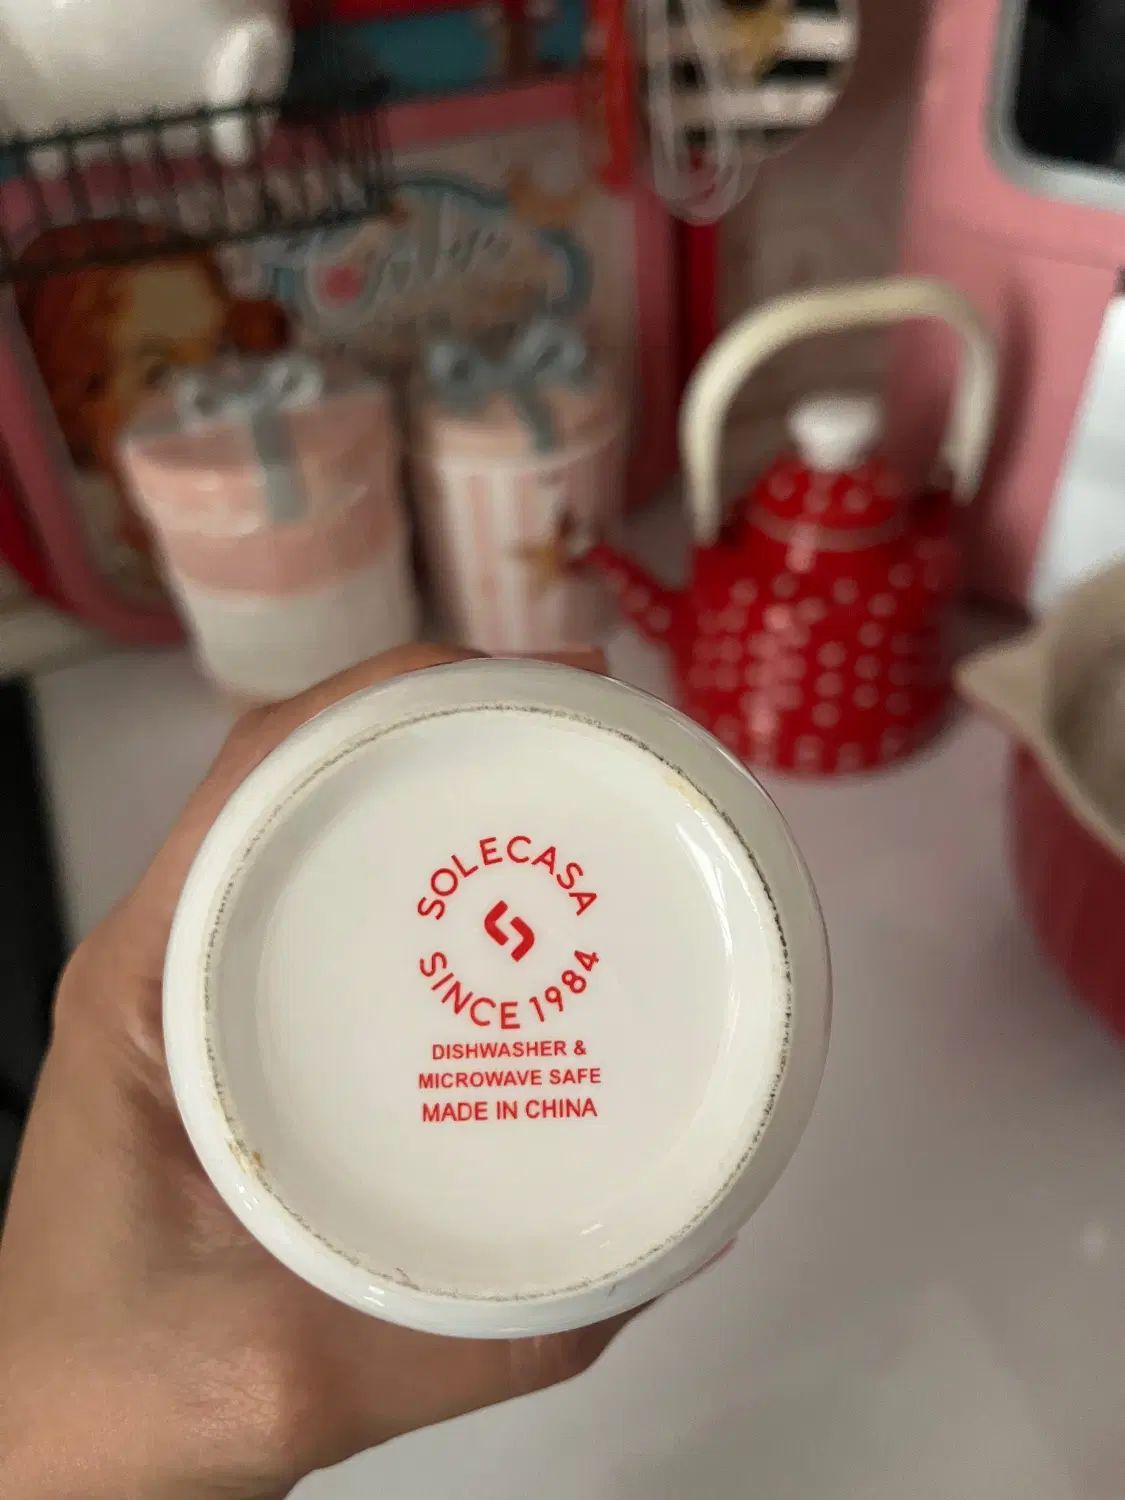 SOLECASA
SINCE 1984
DISHWASHER &
MICROWAVE SAFE
MADE IN CHINA